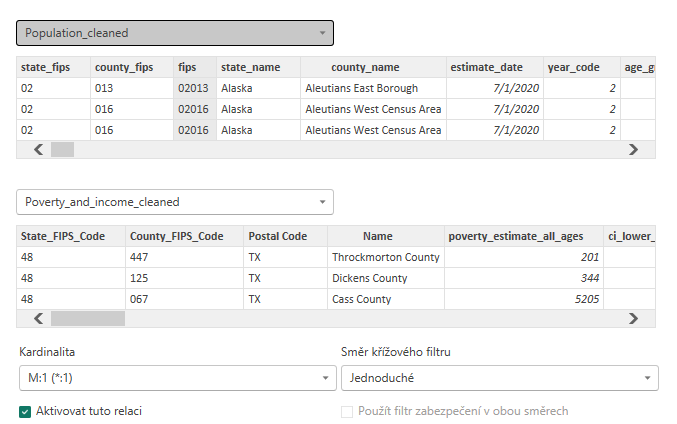 Population_cleaned
state_fips county_fips fips state_name county_name estimate_date year_code age_g
02 013 02013 Alaska Aleutians East Borough 7/1/2020 2
02 016 02016 Alaska Aleutians West Census Area 7/1/2020 2
02 016 02016 Alaska Aleutians West Census Area 7/1/2020 2
Poverty_and_income_cleaned
State_FIPS_Code County_FIPS_Code Postal Code Name poverty_estimate_all_ages ci_lower_
48 447 TX Throckmorton County 201
48 125 TX Dickens County 344
48 067 TX Cass County 5205
Kardinalita Směr křížového filtru
M:1 (*:1) Jednoduché
Aktivovat tuto relaci Použít filtr zabezpečení v obou směrech